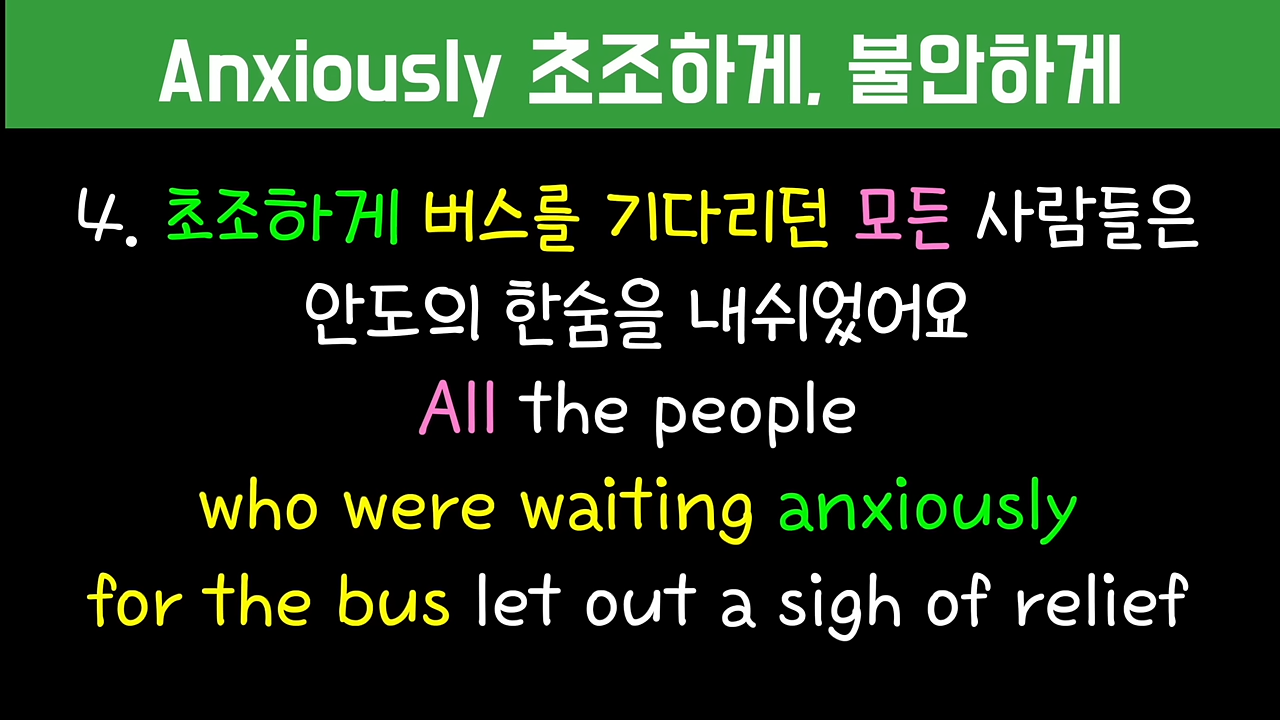 Anxiously 초조하게, 불안하게
4. 초조하게 버스를 기다리던 모든 사람들은
안도의 한숨을 내쉬었어요
All the people
who were waiting anxiously
for the bus let out a sigh of relief